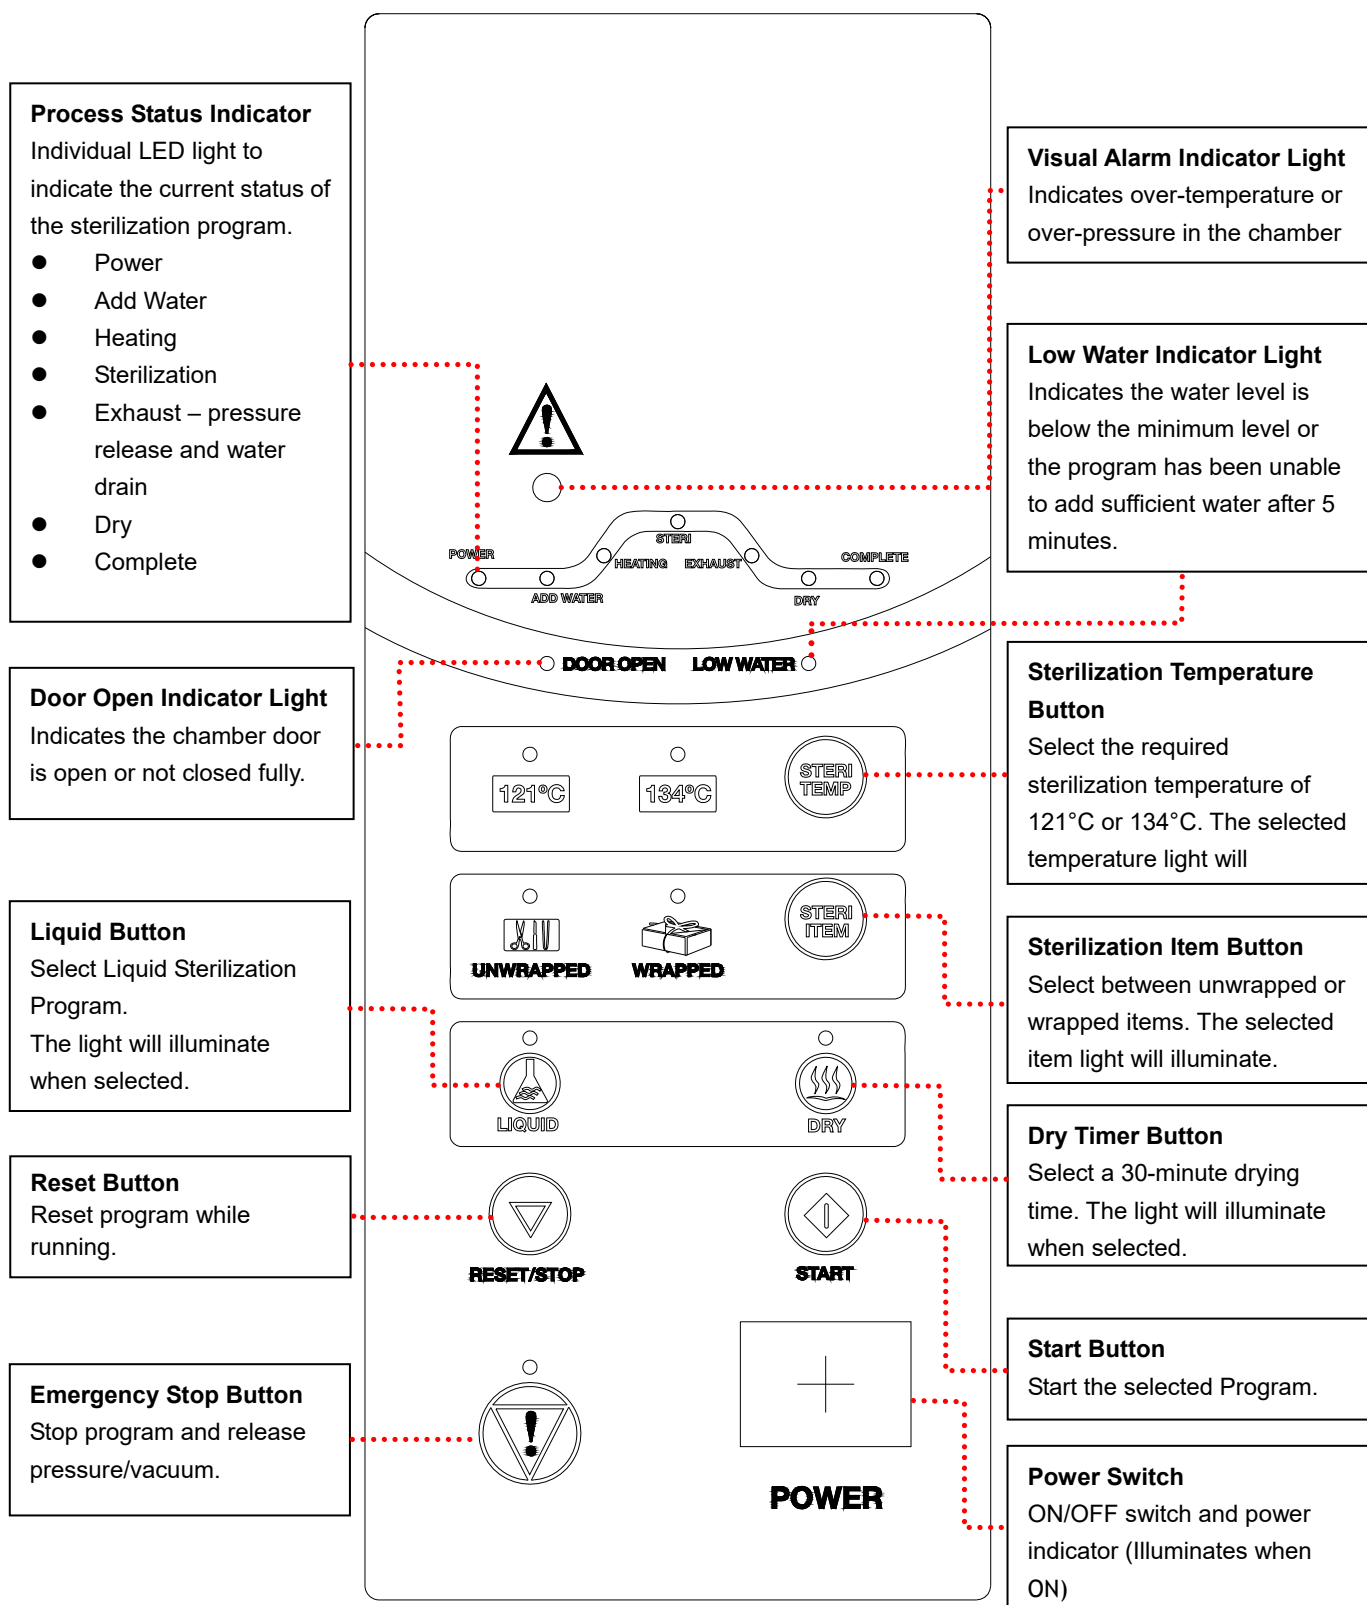 Process Status Indicator
Individual LED light to
indicate the current status of
the sterilization program.
● Power
● Add Water
● Heating
● Sterilization
● Exhaust – pressure
release and water
drain
● Dry
● Complete
Door Open Indicator Light
Indicates the chamber door
is open or not closed fully.
Liquid Button
Select Liquid Sterilization
Program.
The light will illuminate
when selected.
Reset Button
Reset program while
running.
Emergency Stop Button
Stop program and release
pressure/vacuum.
POWER
ADD WATER
HEATING
STERI
EXHAUST
DRY
COMPLETE
DOOR OPEN
LOW WATER
121ºC
134ºC
STERI
TEMP
UNWRAPPED
WRAPPED
STERI
ITEM
LIQUID
DRY
RESET/STOP
START
POWER
Visual Alarm Indicator Light
Indicates over-temperature or
over-pressure in the chamber
Low Water Indicator Light
Indicates the water level is
below the minimum level or
the program has been unable
to add sufficient water after 5
minutes.
Sterilization Temperature
Button
Select the required
sterilization temperature of
121°C or 134°C. The selected
temperature light will
Sterilization Item Button
Select between unwrapped or
wrapped items. The selected
item light will illuminate.
Dry Timer Button
Select a 30-minute drying
time. The light will illuminate
when selected.
Start Button
Start the selected Program.
Power Switch
ON/OFF switch and power
indicator (Illuminates when
ON)